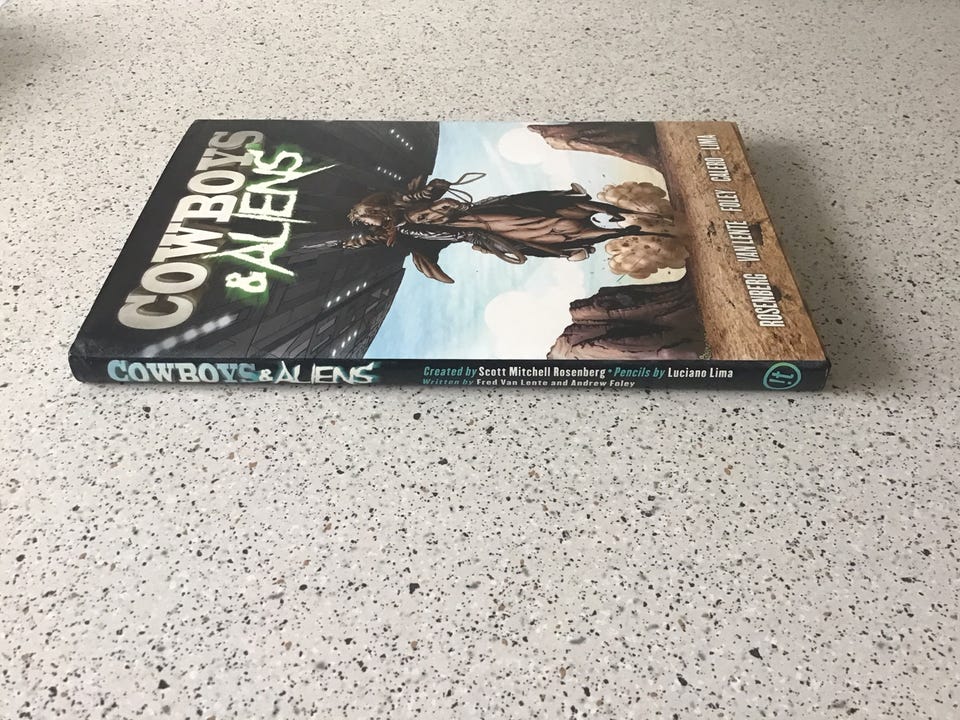 COWBOYS
& ALIENS
ROSENBERG VAN LENTE FOLEY CALERO LIMA
COWBOYS & ALIENS
Created by Scott Mitchell Rosenberg • Pencils by Luciano Lima
Written by Fred Van Lente and Andrew Foley
!t